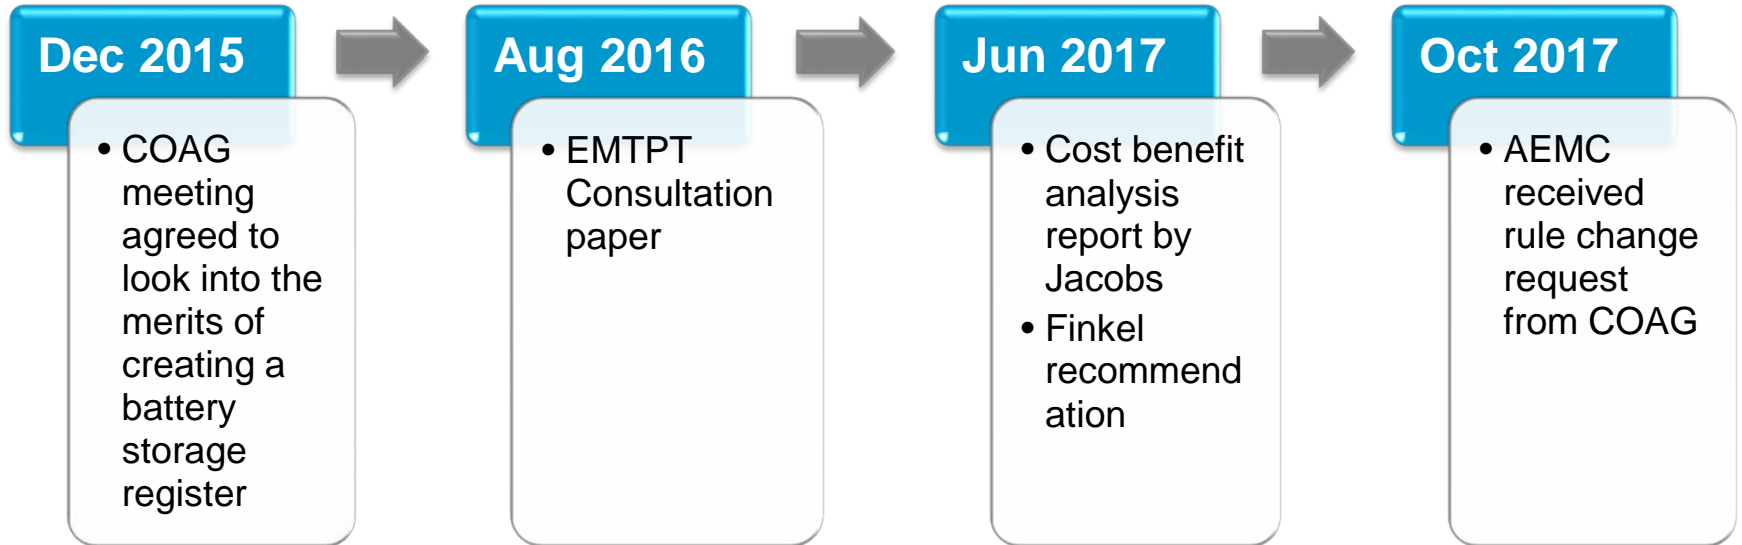 Dec 2015
• COAG
meeting
agreed to
look into the
merits of
creating a
battery
storage
register
Aug 2016
• EMTPT
Consultation
paper
Jun 2017
• Cost benefit
analysis
report by
Jacobs
• Finkel
recommend
ation
Oct 2017
• AEMC
received
rule change
request
from COAG